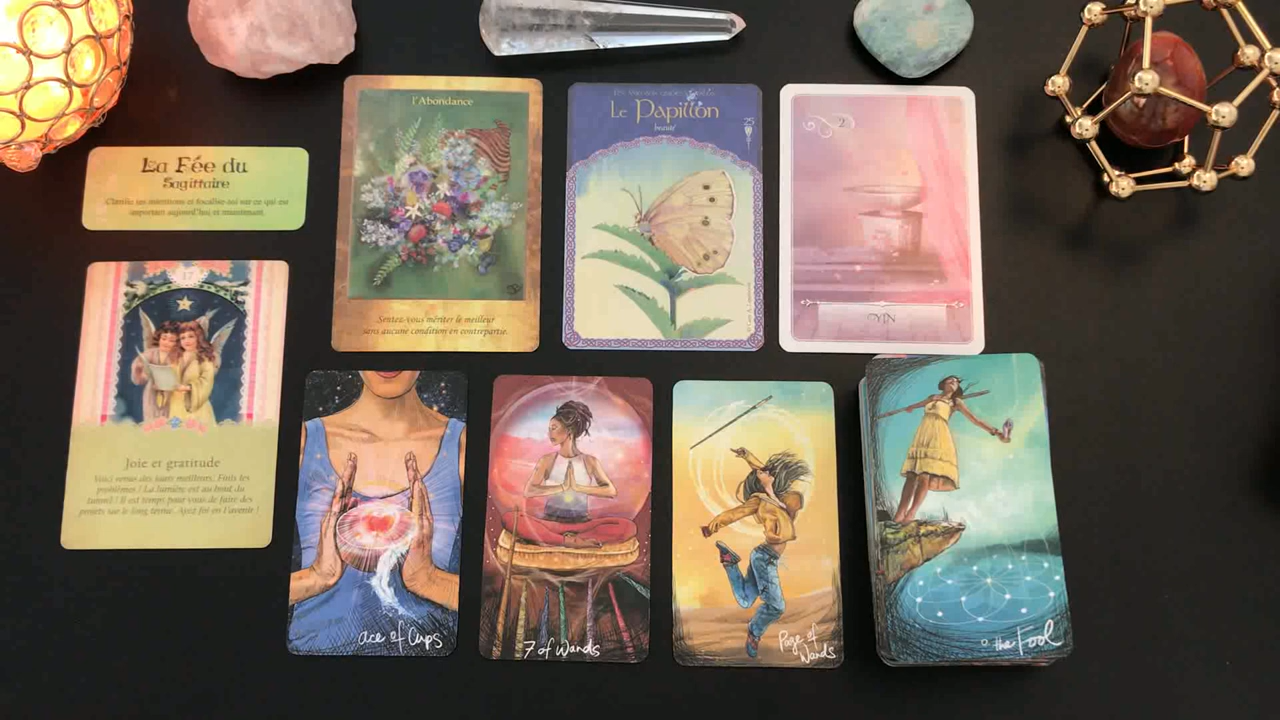 La Fée du
Sagittaire
Clarifie tes intentions et focalise-toi sur ce qui est
important aujourd'hui et maintenant.
17
Joie et gratitude
Voici venus des jours meilleurs. Finis les
problèmes ! La lumière est au bout du
tunnel ! Il est temps pour vous de faire des
projets sur le long terme. Ayez foi en l'avenir !
l'Abondance
Sentez-vous mériter le meilleur
sans aucune condition en contrepartie.
Le Papillon
beauté
25
2
YIN
ace of Cups
7 of Wands
Page of
Wands
0 the Fool